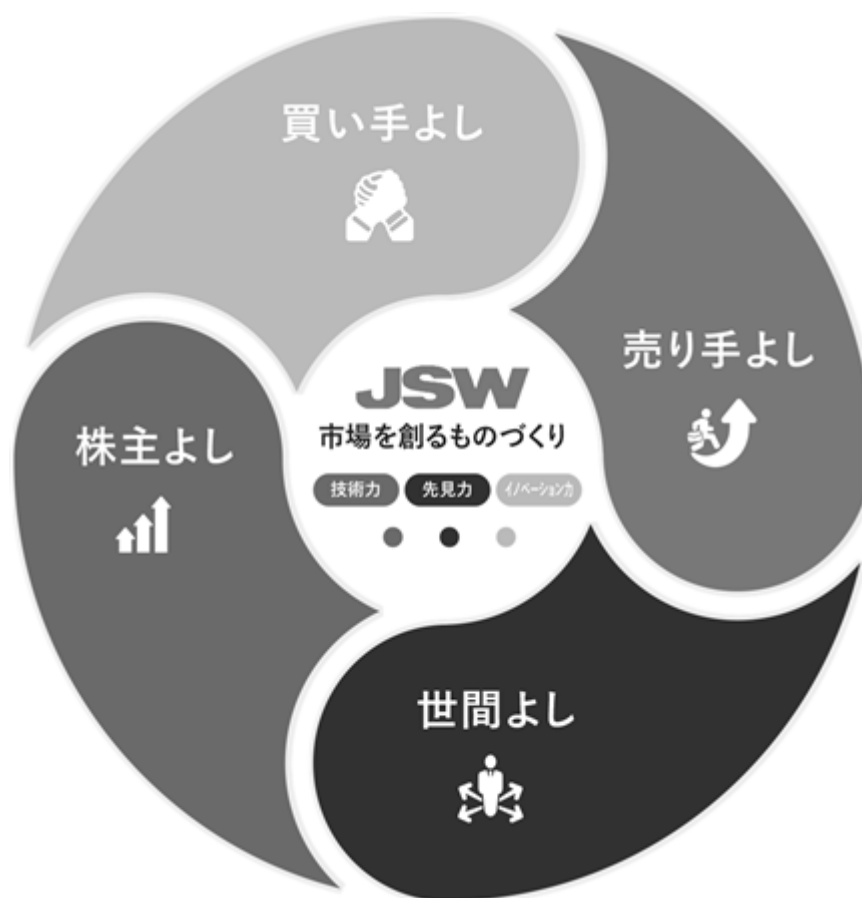 買い手よし
売り手よし
株主よし
JSW
市場を創るものづくり
技術力 先見力 イノベーション力
世間よし